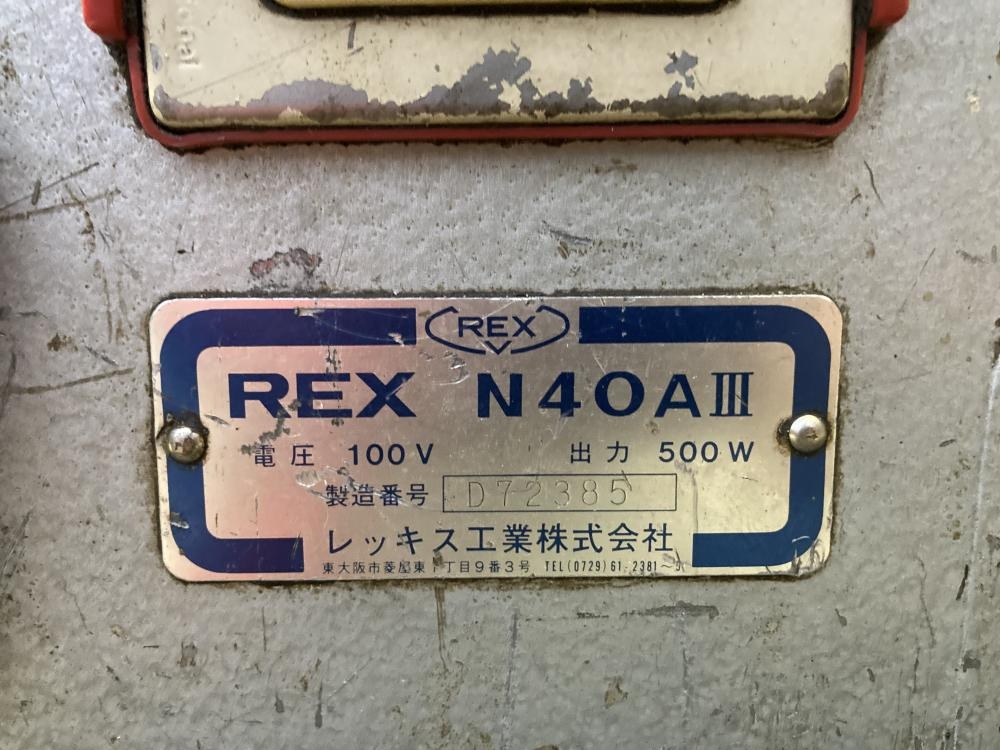 REX
REX N40AIII
電圧 100V 出力 500W
製造番号 D72385
レッキス工業株式会社
東大阪市菱屋東1丁目9番3号 TEL(0729)61-2381~5